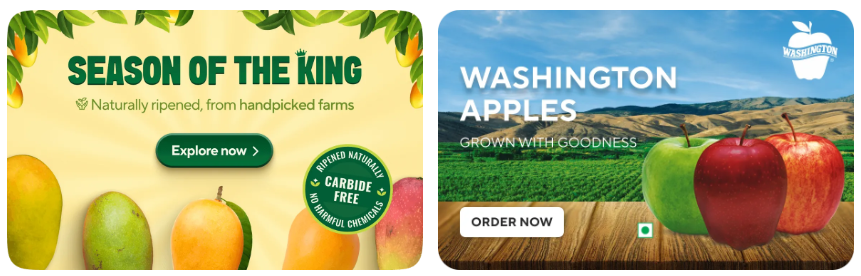 SEASON OF THE KING
Naturally ripened, from handpicked farms
Explore now
RIPENED NATURALLY
CARBIDE
FREE
NO HARMFUL CHEMICALS
WASHINGTON
WASHINGTON
APPLES
GROWN WITH GOODNESS
ORDER NOW